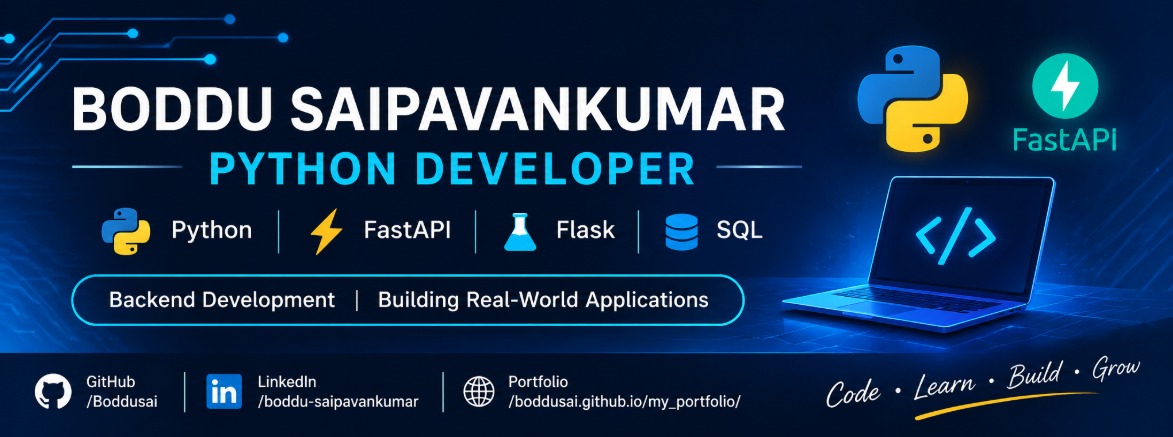 BODDU SAIPAVANKUMAR
PYTHON DEVELOPER
Python | FastAPI | Flask | SQL
Backend Development | Building Real-World Applications
FastAPI
</>
GitHub
/Boddusai
LinkedIn
/boddu-saipavankumar
Portfolio
/boddusai.github.io/my_portfolio/
Code • Learn • Build • Grow